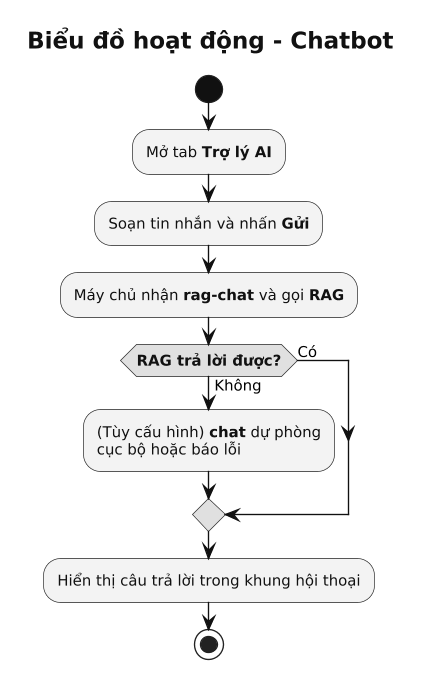 Biểu đồ hoạt động - Chatbot
Mở tab Trợ lý AI
Soạn tin nhắn và nhấn Gửi
Máy chủ nhận rag-chat và gọi RAG
RAG trả lời được?
Có
Không
(Tùy cấu hình) chat dự phòng
cục bộ hoặc báo lỗi
Hiển thị câu trả lời trong khung hội thoại